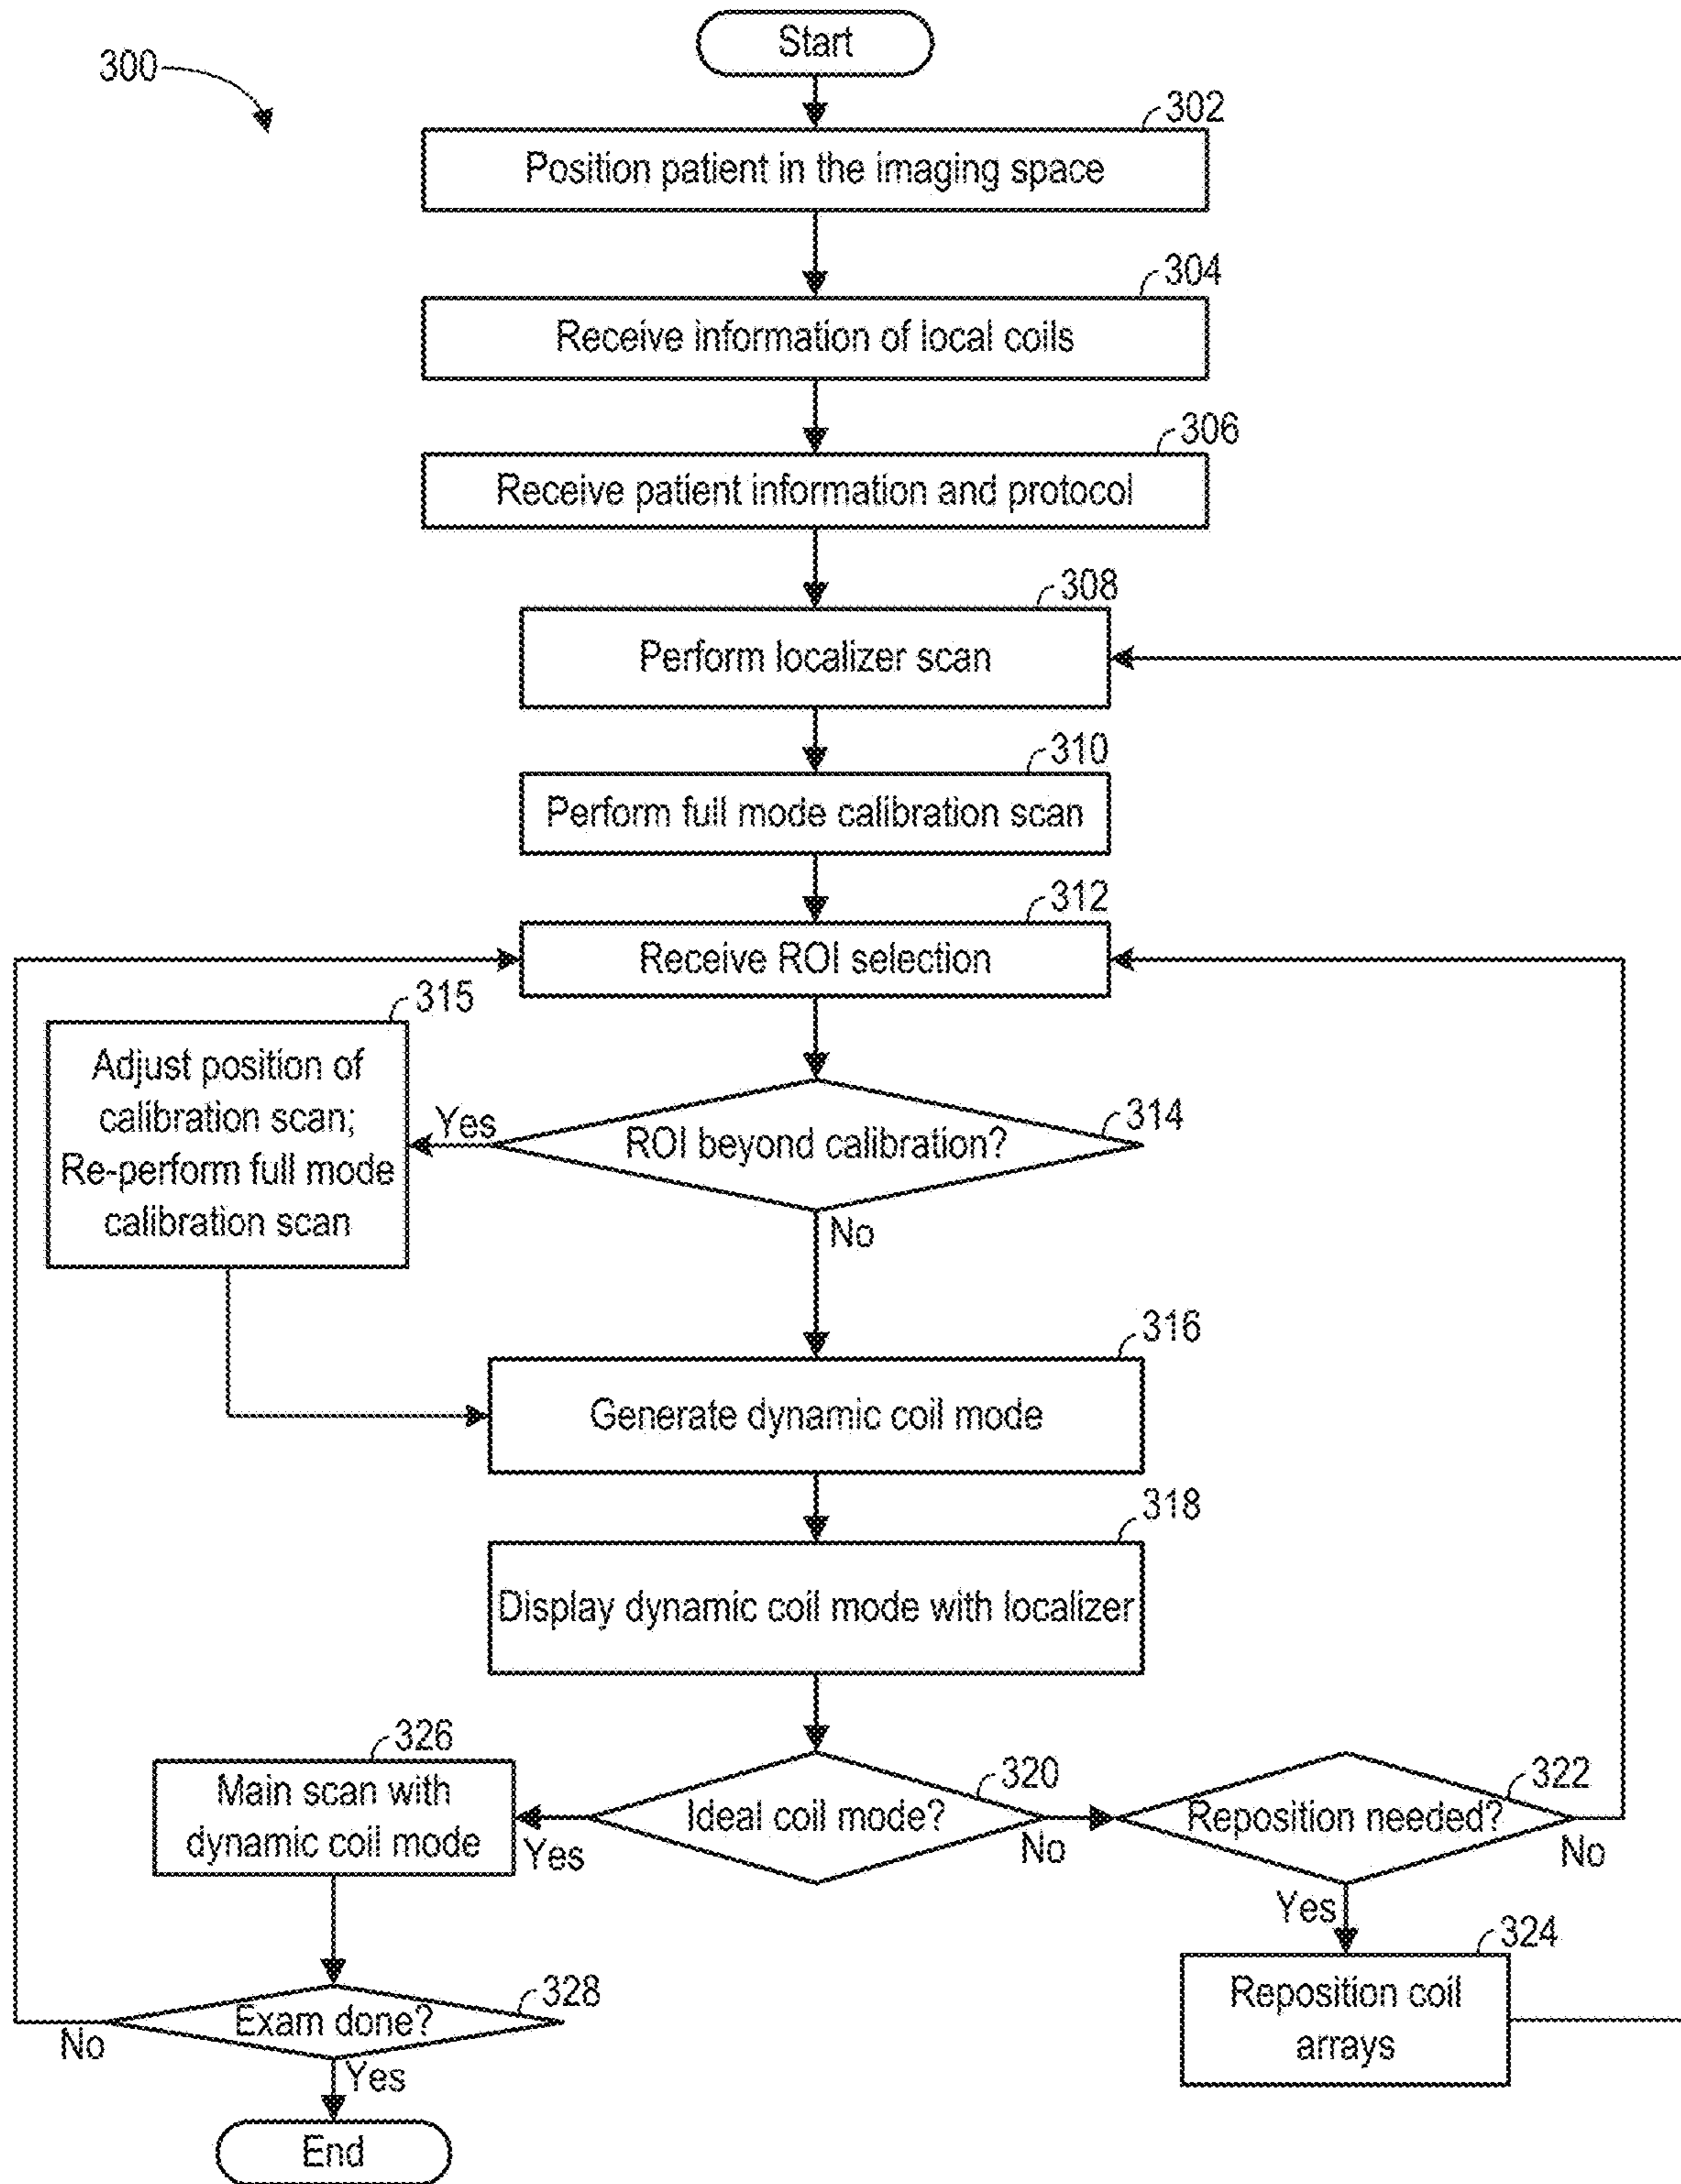 Start
300
302
Position patient in the imaging space
304
Receive information of local coils
306
Receive patient information and protocol
308
Perform localizer scan
310
Perform full mode calibration scan
312
Receive ROI selection
315
Adjust position of
calibration scan;
Re-perform full mode
calibration scan
Yes
314
ROI beyond calibration?
No
316
Generate dynamic coil mode
318
Display dynamic coil mode with localizer
326
Main scan with
dynamic coil mode
Yes
320
Ideal coil mode?
No
322
Reposition needed?
No
Yes
324
Reposition coil
arrays
328
Exam done?
No
Yes
End